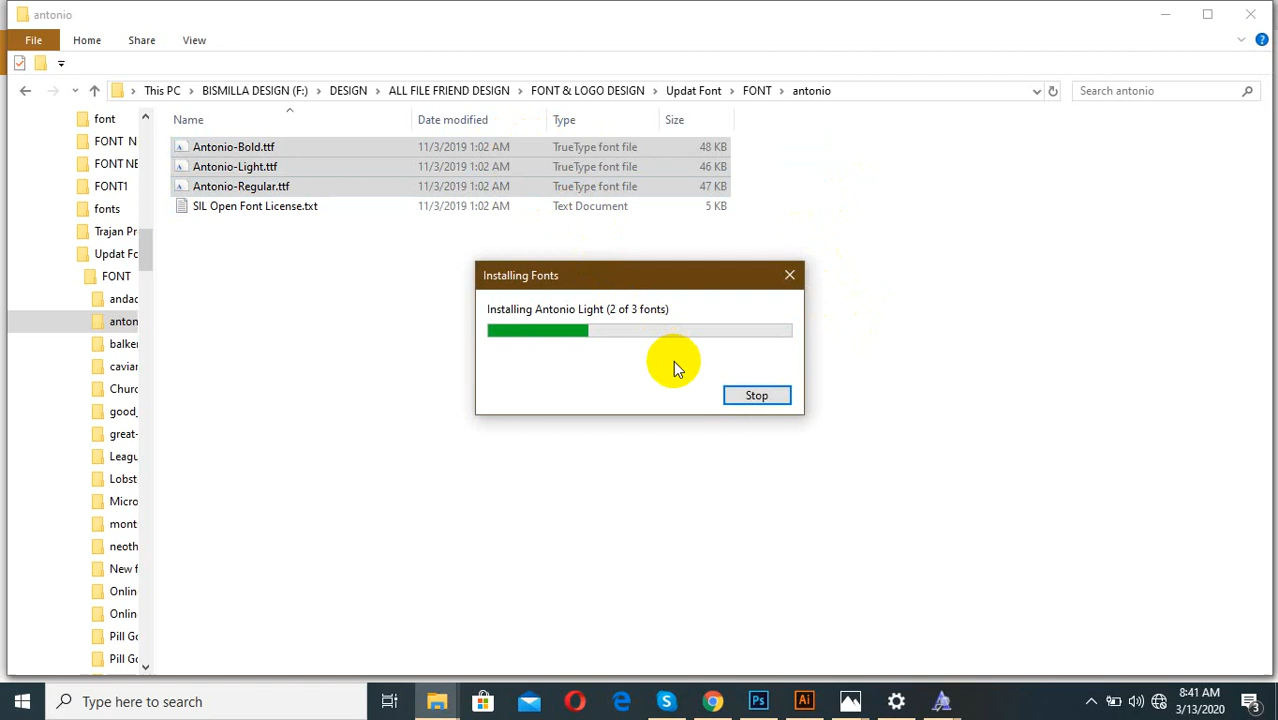 antonio
File Home Share View
This PC BISMILLA DESIGN (F:) DESIGN ALL FILE FRIEND DESIGN FONT & LOGO DESIGN Updat Font FONT antonio Search antonio
Name Date modified Type Size
Antonio-Bold.ttf 11/3/2019 1:02 AM TrueType font file 48 KB
Antonio-Light.ttf 11/3/2019 1:02 AM TrueType font file 46 KB
Antonio-Regular.ttf 11/3/2019 1:02 AM TrueType font file 47 KB
SIL Open Font License.txt 11/3/2019 1:02 AM Text Document 5 KB
font
FONT N
FONT NE
FONT1
fonts
Trajan Pr
Updat Fo
FONT
andac
anton
balker
caviar
Churc
good_
great-
Leagu
Lobst
Micro
mont
neoth
New f
Onlin
Onlin
Pill Go
Pill Go
Installing Fonts
Installing Antonio Light (2 of 3 fonts)
Stop
Type here to search
Ps
Ai
8:41 AM
3/13/2020
3